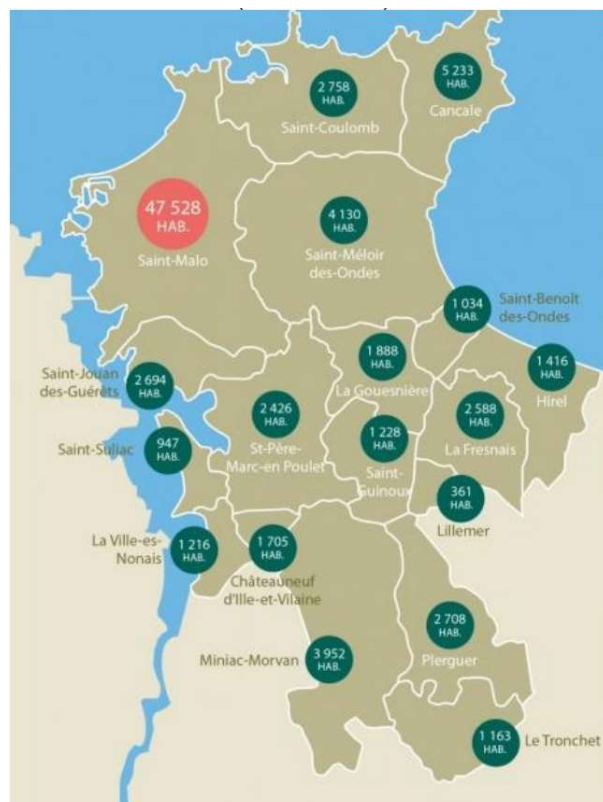 5 233
HAB.
Cancale
2 758
HAB.
Saint-Coulomb
47 528
HAB.
Saint-Malo
4 130
HAB.
Saint-Méloir
des-Ondes
1 034
HAB.
Saint-Benoît
des-Ondes
1 888
HAB.
La Gouesnière
1 416
HAB.
Hirel
Saint-Jouan
des-Guérêts
2 694
HAB.
2 426
HAB.
St-Père-
Marc-en Poulet
1 228
HAB.
Saint-
Guinoux
2 588
HAB.
La Fresnais
Saint-Suliac
947
HAB.
361
HAB.
Lillemer
La Ville-es-
Nonais
1 216
HAB.
1 705
HAB.
Châteauneuf
d'Ille-et-Vilaine
2 708
HAB.
Plerguer
Miniac-Morvan
3 952
HAB.
1 163
HAB.
Le Tronchet